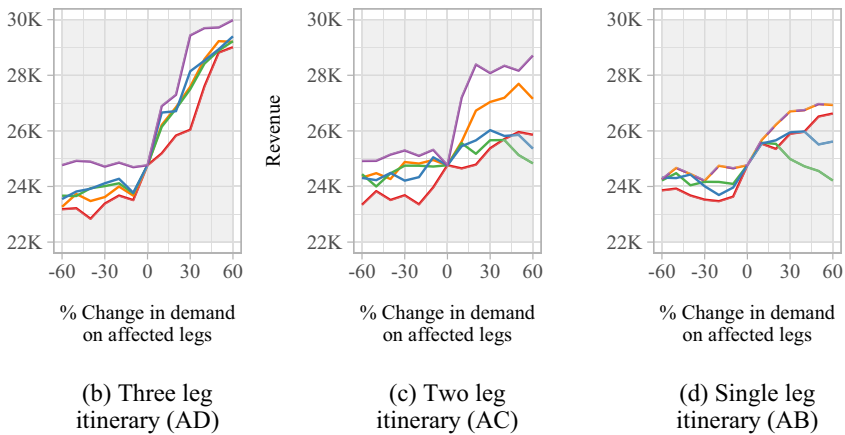 30K
28K
26K
24K
22K
-60 -30 0 30 60
% Change in demand
on affected legs
(b) Three leg
itinerary (AD)
Revenue
30K
28K
26K
24K
22K
-60 -30 0 30 60
% Change in demand
on affected legs
(c) Two leg
itinerary (AC)
30K
28K
26K
24K
22K
-60 -30 0 30 60
% Change in demand
on affected legs
(d) Single leg
itinerary (AB)